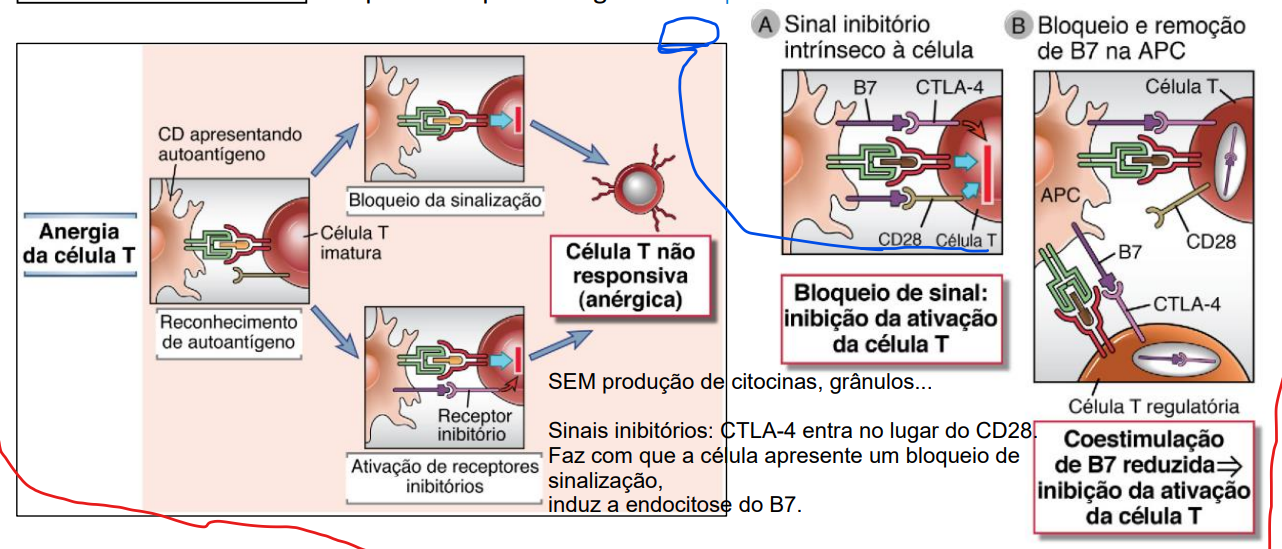 Anergia
da célula T
CD apresentando
autoantígeno
Célula T
imatura
Reconhecimento
de autoantígeno
Bloqueio da sinalização
Receptor
inibitório
Ativação de receptores
inibitórios
Célula T não
responsiva
(anérgica)
SEM produção de citocinas, grânulos...
Sinais inibitórios: CTLA-4 entra no lugar do CD28.
Faz com que a célula apresente um bloqueio de
sinalização,
induz a endocitose do B7.
A Sinal inibitório
intrínseco à célula
B7
CTLA-4
CD28
Célula T
Bloqueio de sinal:
inibição da ativação
da célula T
B Bloqueio e remoção
de B7 na APC
Célula T
APC
CD28
B7
CTLA-4
Célula T regulatória
Coestimulação
de B7 reduzida⇒
inibição da ativação
da célula T